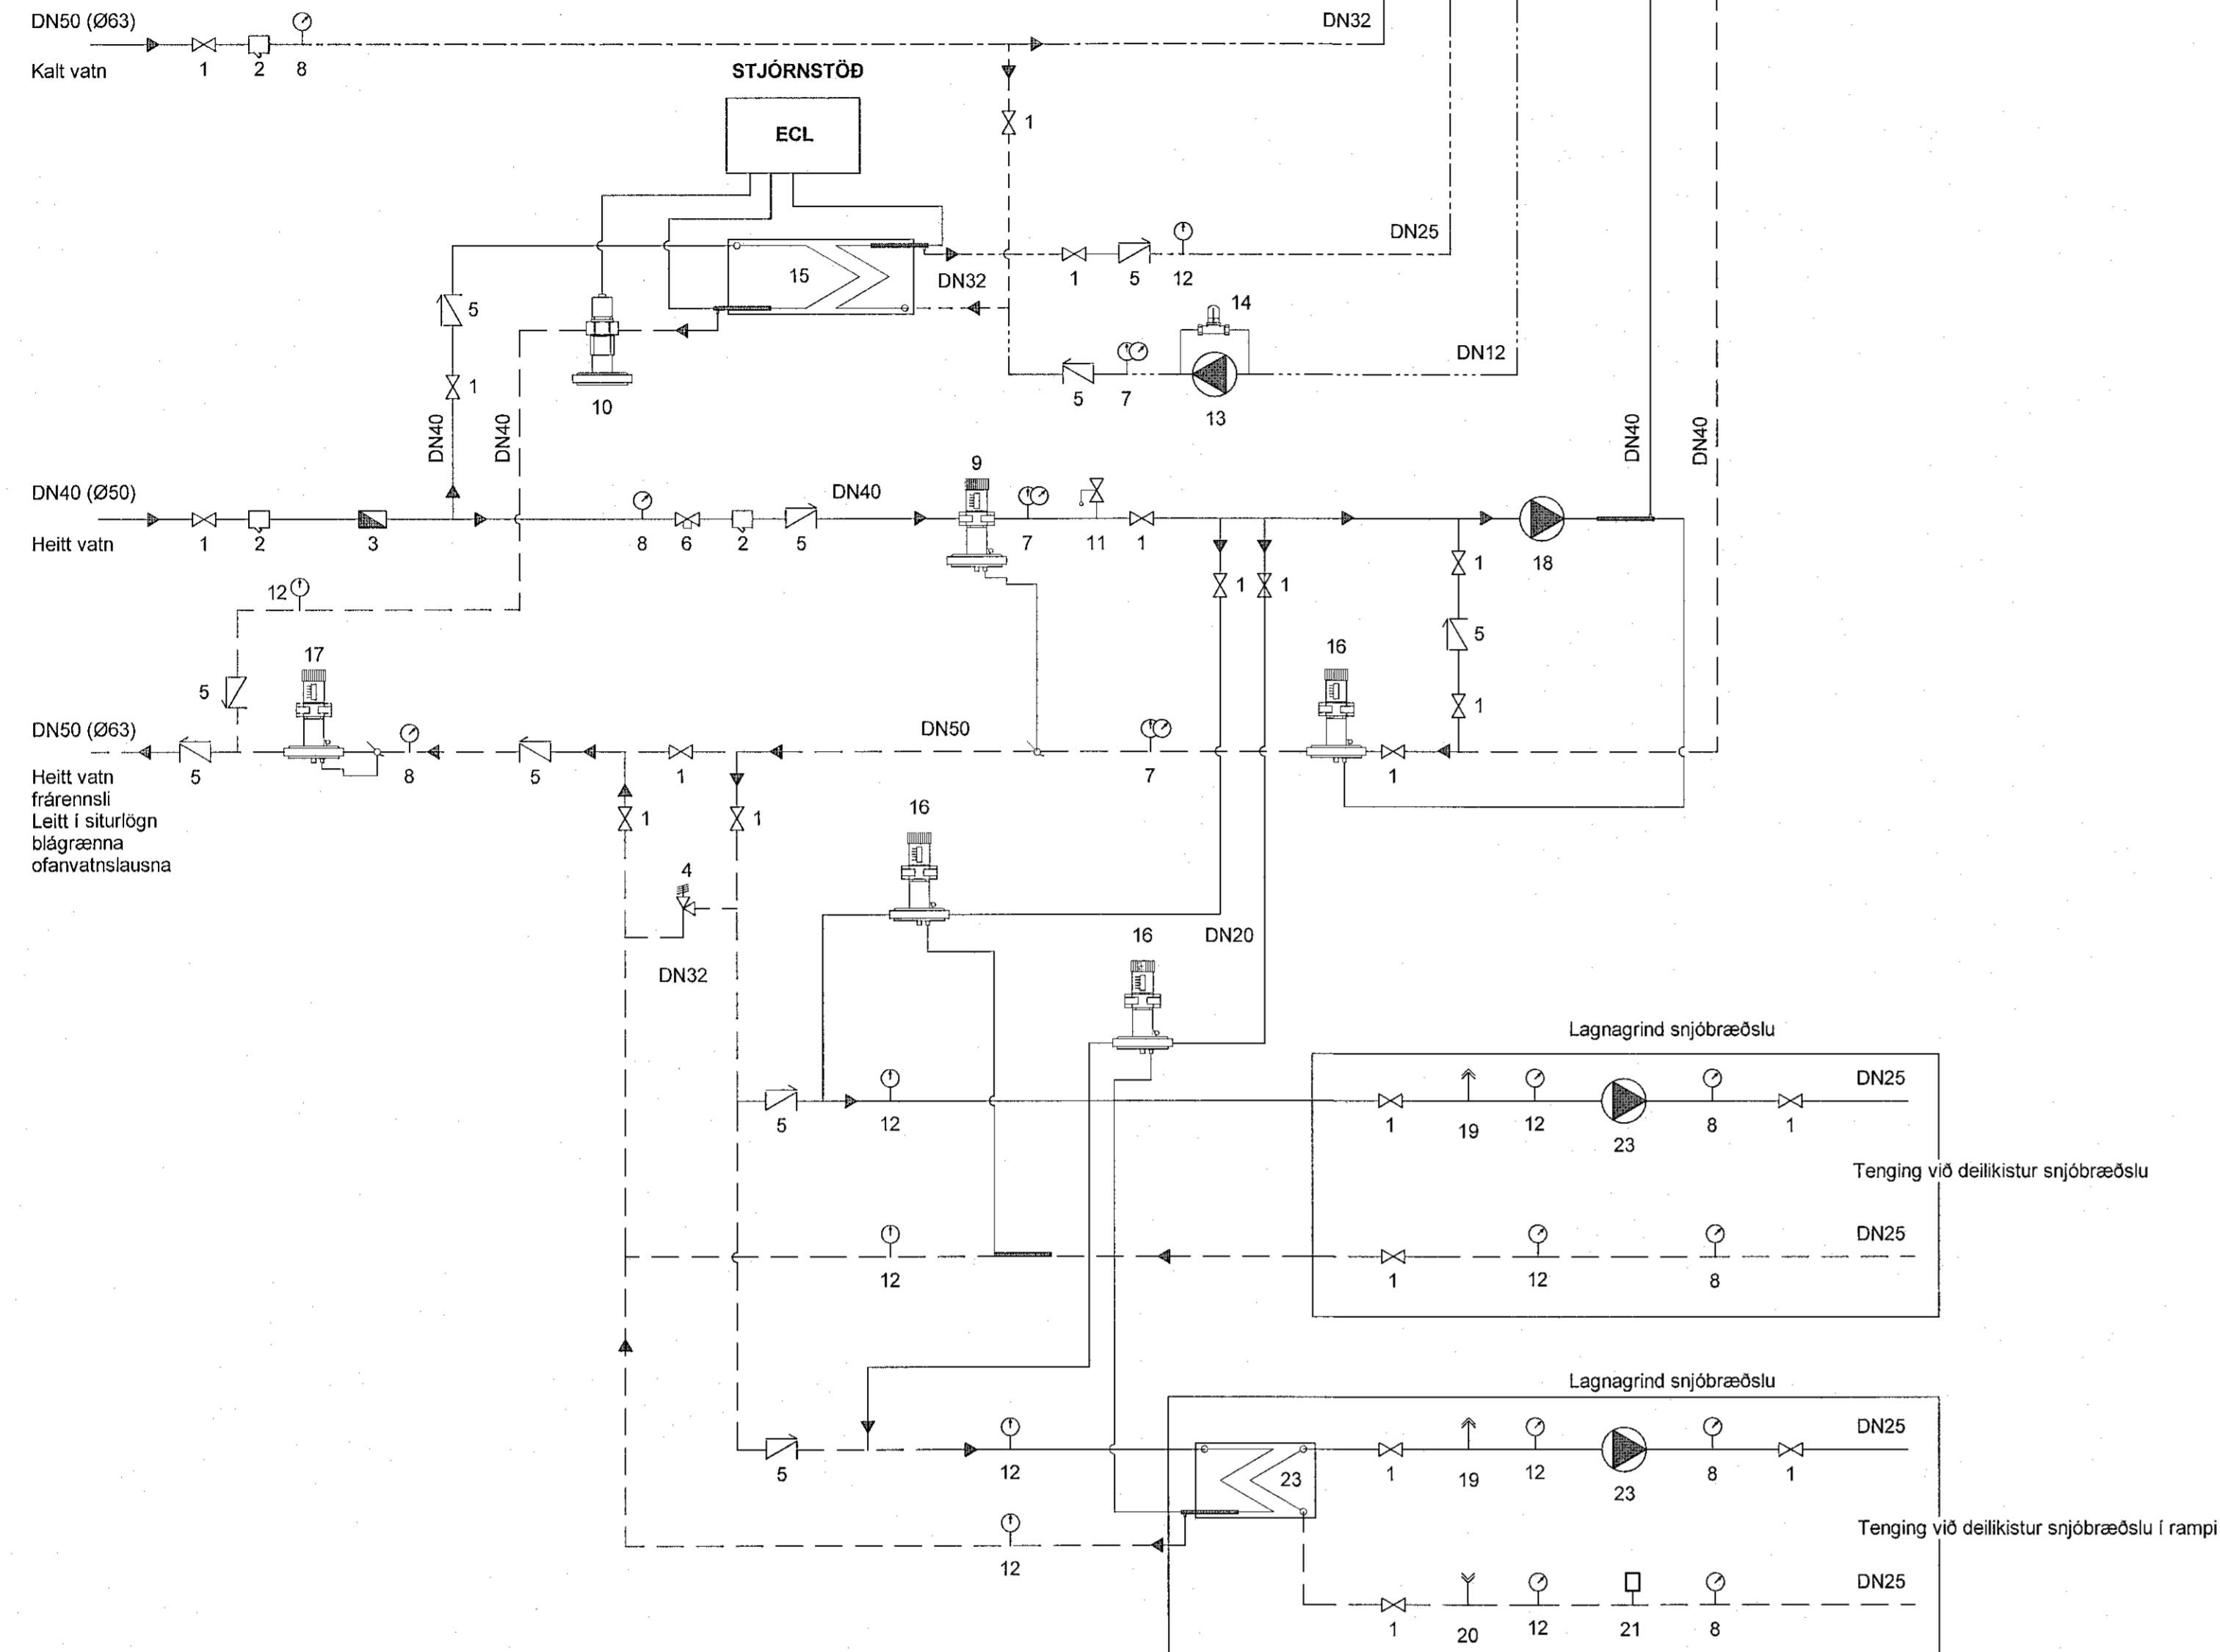 DN50 (Ø63)
DN32
Kalt vatn
1 2 8
STJÓRNSTÖÐ
ECL
1
DN25
15
DN32
1 5 12
14
5
DN12
1
10
5 7 13
DN40
DN40
DN40
DN40
9
DN40 (Ø50)
DN40
Heitt vatn
1 2 3 8 6 2 5 7 11 1 18
1 1 1
12
5
16
17
5
1
DN50 (Ø63)
DN50
5 8 5 1 7 1
Heitt vatn
frárennsli
Leitt í siturlögn
blágrænna
ofanvatnslausna
1 1
16
4
16
DN20
DN32
Lagnagrind snjóbræðslu
DN25
5 12 1 19 12 23 8 1
Tenging við deilikistur snjóbræðslu
DN25
12 1 12 8
Lagnagrind snjóbræðslu
DN25
5 12 23 1 19 12 23 8 1
Tenging við deilikistur snjóbræðslu í rampi
12
DN25
1 20 12 21 8